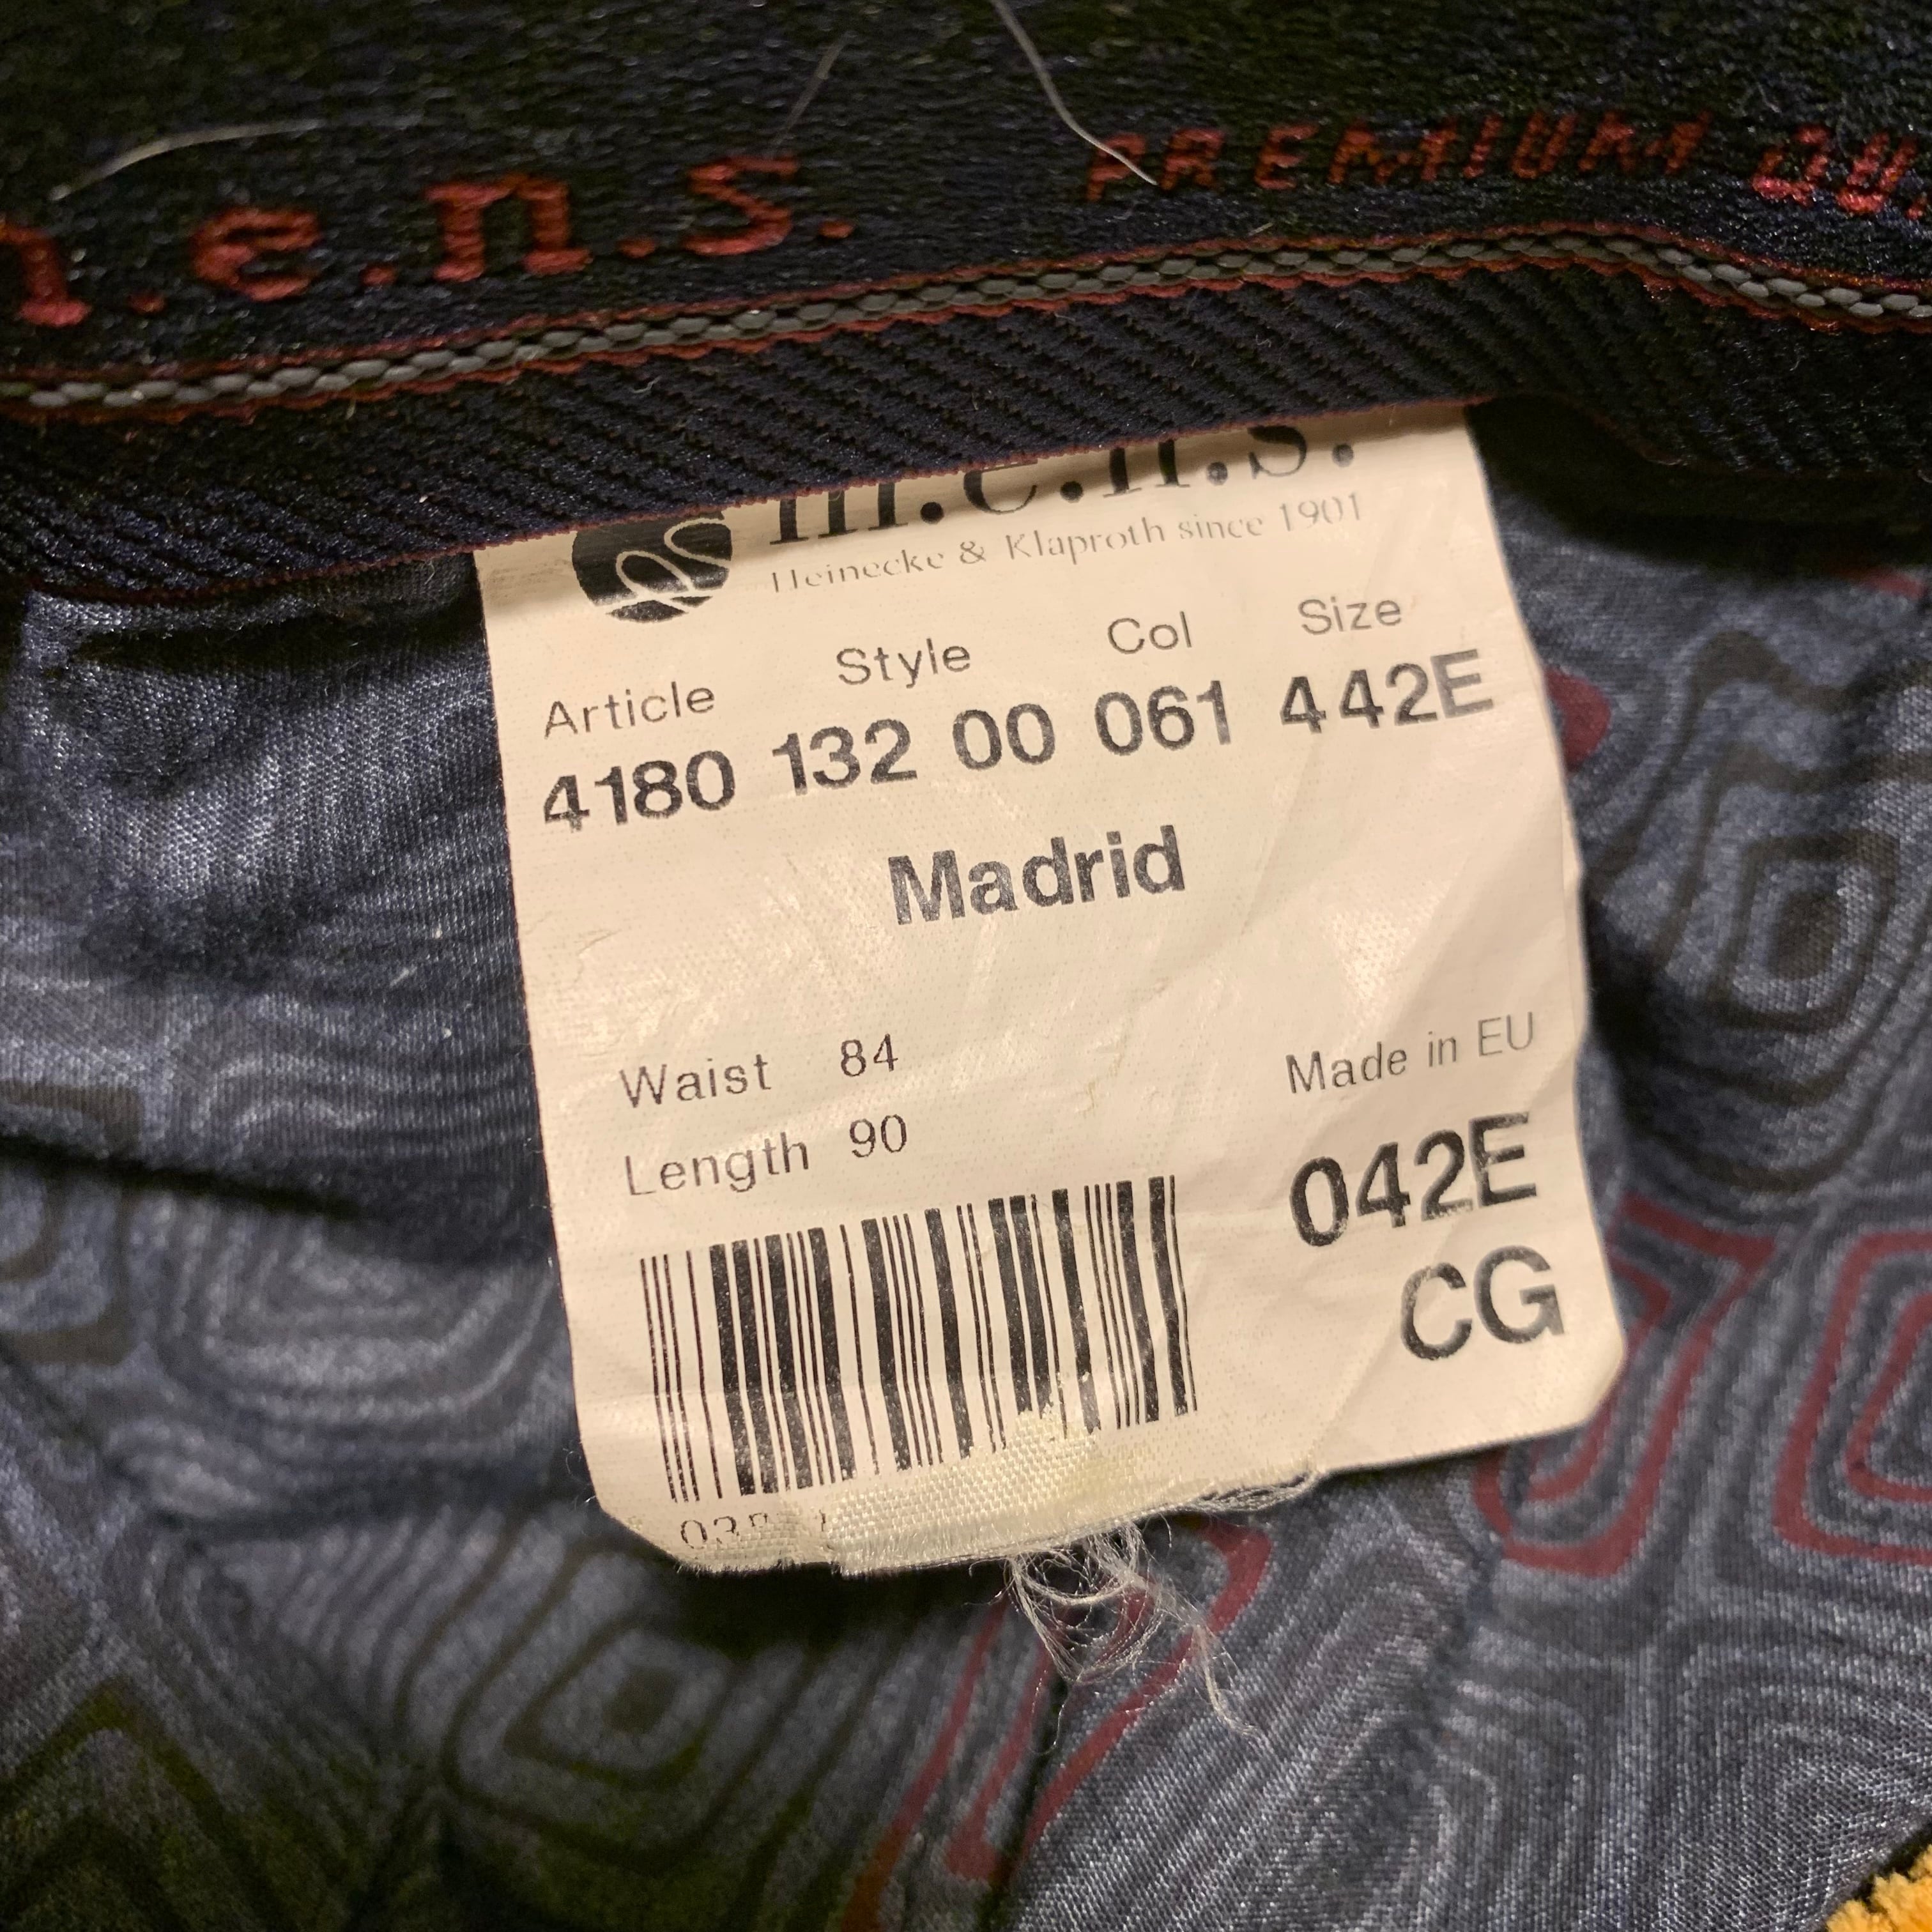 m.e.n.s. PREMIUM
m.e.n.s.
Heinecke & Klaproth since 1901
Article Style Col Size
4180 132 00 061 442E
Madrid
Waist 84
Length 90
Made in EU
042E
CG